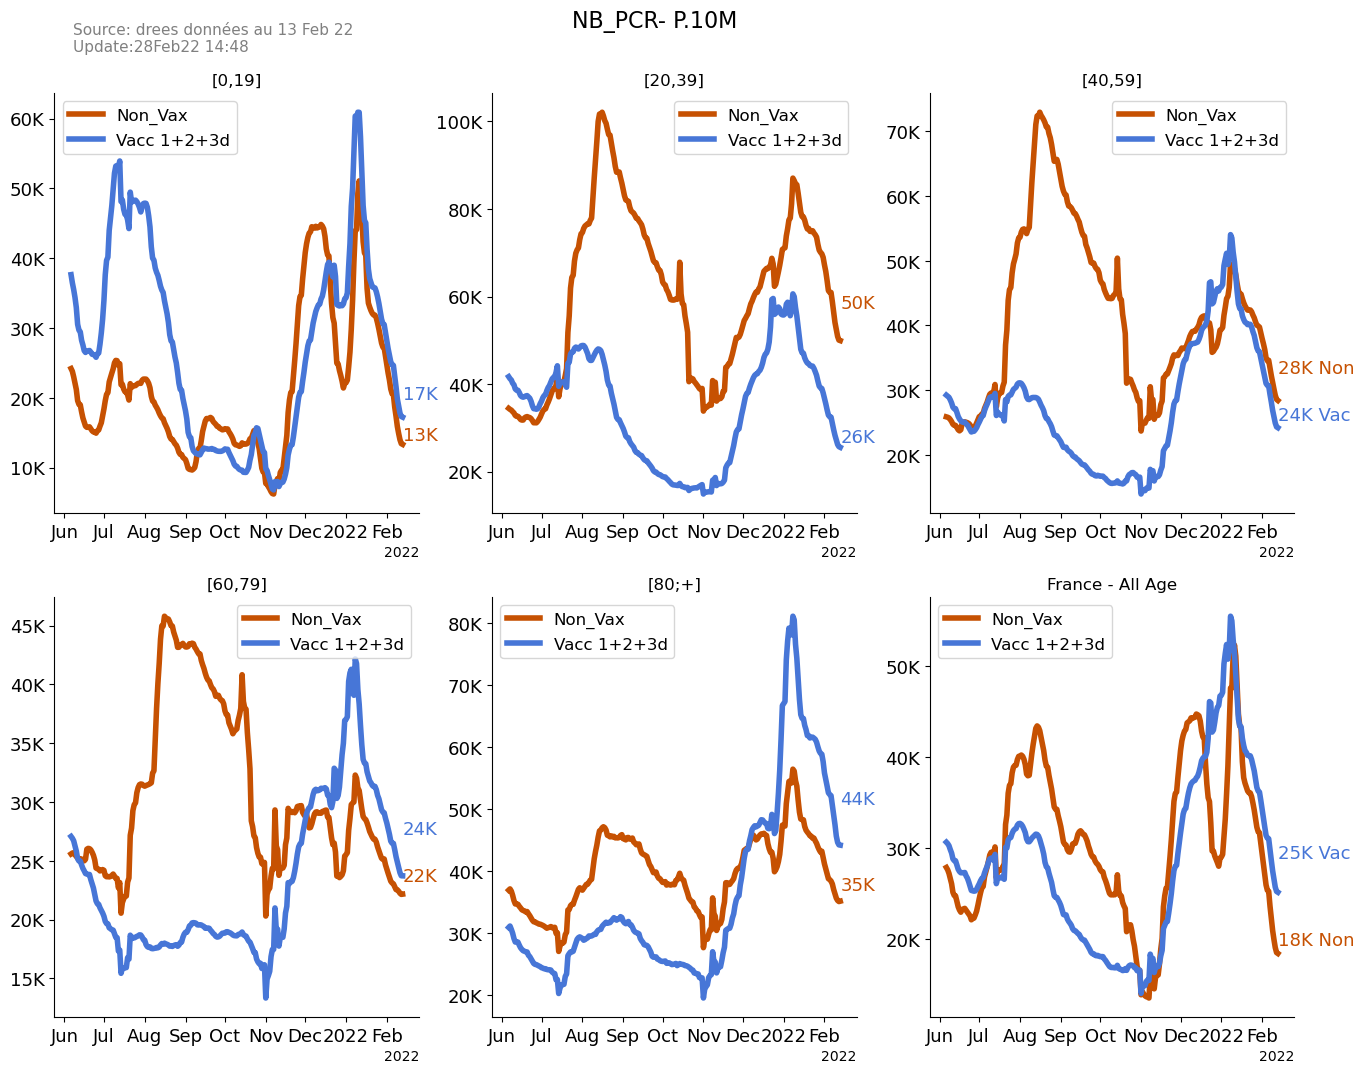 NB_PCR- P.10M
Source: drees données au 13 Feb 22
Update:28Feb22 14:48
[0,19]
Non_Vax
Vacc 1+2+3d
60K
50K
40K
30K
20K
10K
17K
13K
Jun Jul Aug Sep Oct Nov Dec 2022 Feb
2022
[20,39]
Non_Vax
Vacc 1+2+3d
100K
80K
60K
40K
20K
50K
26K
Jun Jul Aug Sep Oct Nov Dec 2022 Feb
2022
[40,59]
Non_Vax
Vacc 1+2+3d
70K
60K
50K
40K
30K
20K
28K Non
24K Vac
Jun Jul Aug Sep Oct Nov Dec 2022 Feb
2022
[60,79]
Non_Vax
Vacc 1+2+3d
45K
40K
35K
30K
25K
20K
15K
24K
22K
Jun Jul Aug Sep Oct Nov Dec 2022 Feb
2022
[80;+]
Non_Vax
Vacc 1+2+3d
80K
70K
60K
50K
40K
30K
20K
44K
35K
Jun Jul Aug Sep Oct Nov Dec 2022 Feb
2022
France - All Age
Non_Vax
Vacc 1+2+3d
50K
40K
30K
20K
25K Vac
18K Non
Jun Jul Aug Sep Oct Nov Dec 2022 Feb
2022